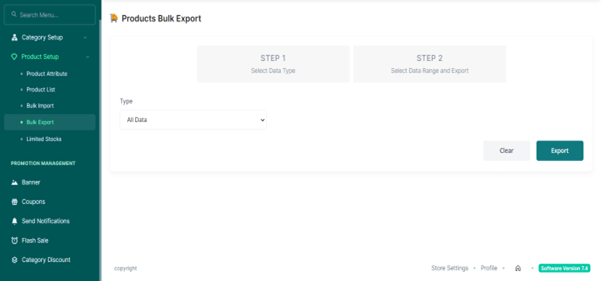 Search Menu...
Category Setup
Product Setup
Product Attribute
Product List
Bulk Import
Bulk Export
Limited Stocks
PROMOTION MANAGEMENT
Banner
Coupons
Send Notifications
Flash Sale
Category Discount
Products Bulk Export
STEP 1
Select Data Type
STEP 2
Select Data Range and Export
Type
All Data
Clear
Export
copyright
Store Settings
Profile
Software Version 7.4